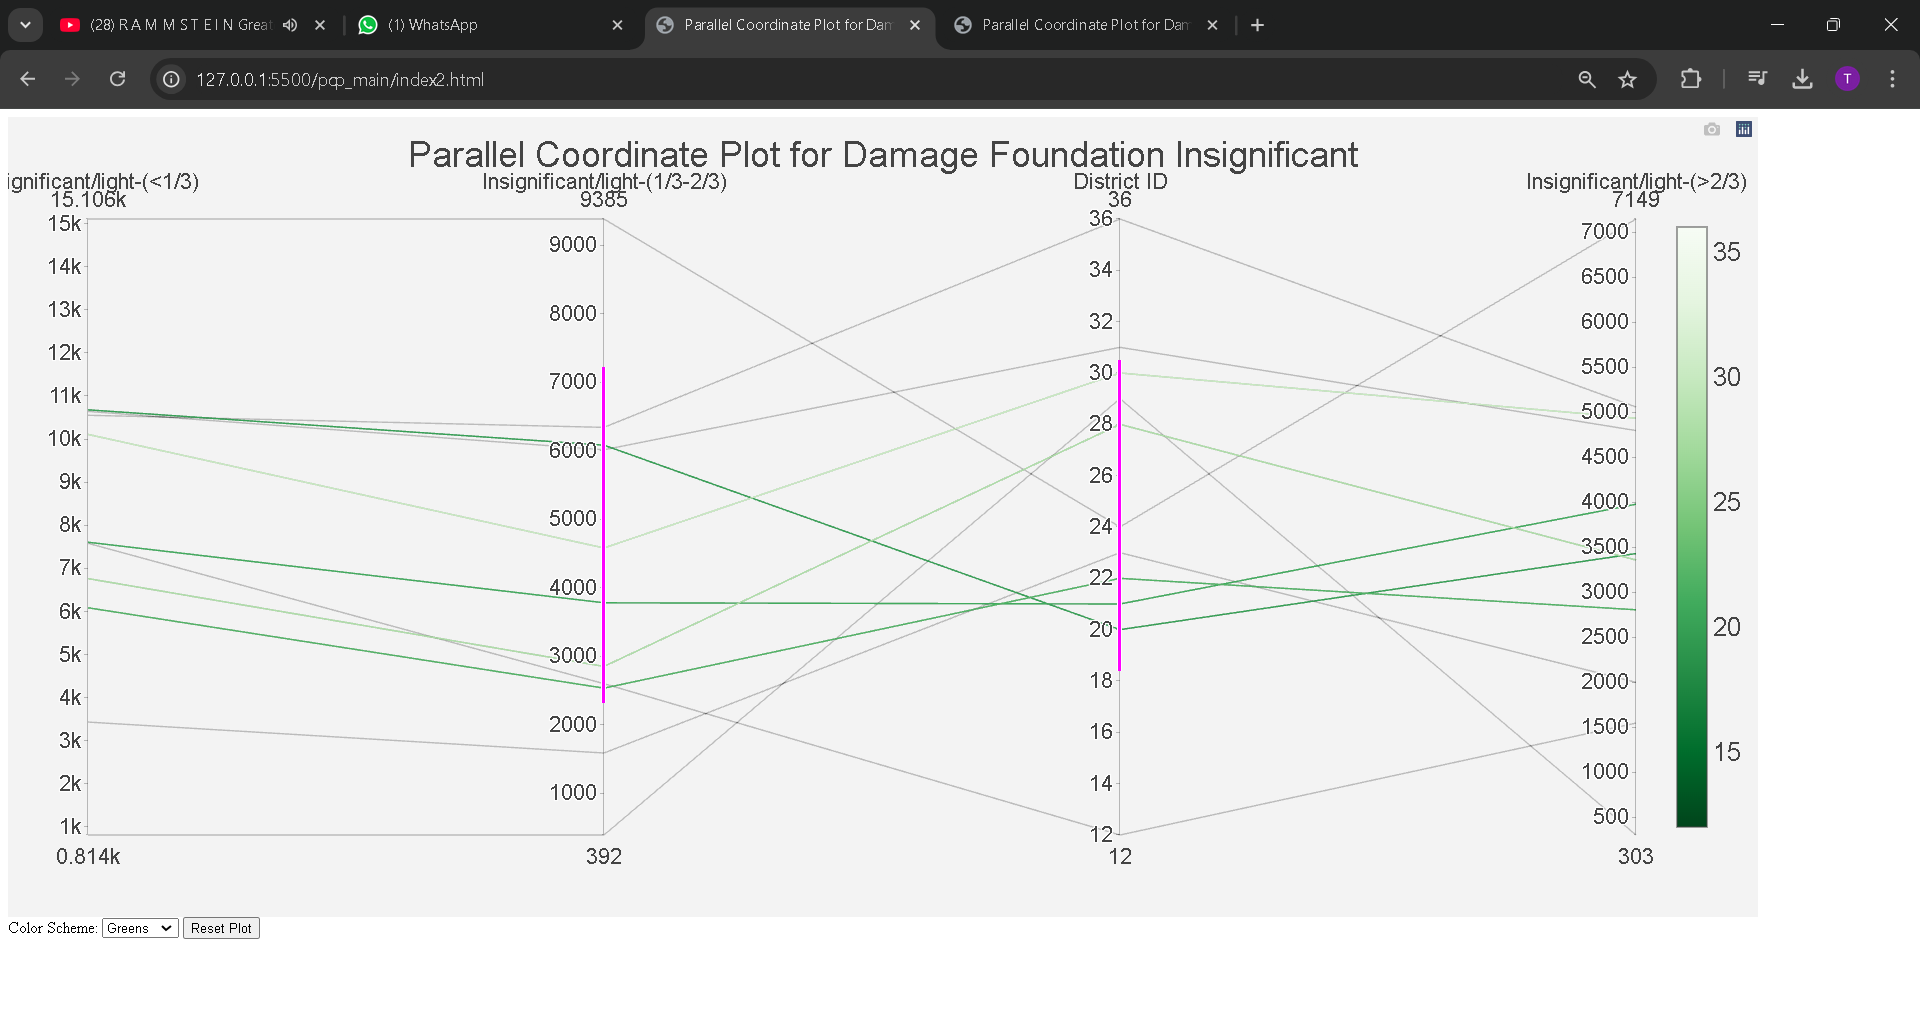 (28) R A M M S T E I N Great
(1) WhatsApp
Parallel Coordinate Plot for Dam
Parallel Coordinate Plot for Dam
127.0.0.1:5500/pqp_main/index2.html
T
Parallel Coordinate Plot for Damage Foundation Insignificant
ignificant/light-(<1/3)
Insignificant/light-(1/3-2/3)
District ID
Insignificant/light-(>2/3)
15.106k
9385
36
7149
15k
14k
13k
12k
11k
10k
9k
8k
7k
6k
5k
4k
3k
2k
1k
0.814k
9000
8000
7000
6000
5000
4000
3000
2000
1000
392
36
34
32
30
28
26
24
22
20
18
16
14
12
12
7000
6500
6000
5500
5000
4500
4000
3500
3000
2500
2000
1500
1000
500
303
35
30
25
20
15
Color Scheme: Greens Reset Plot